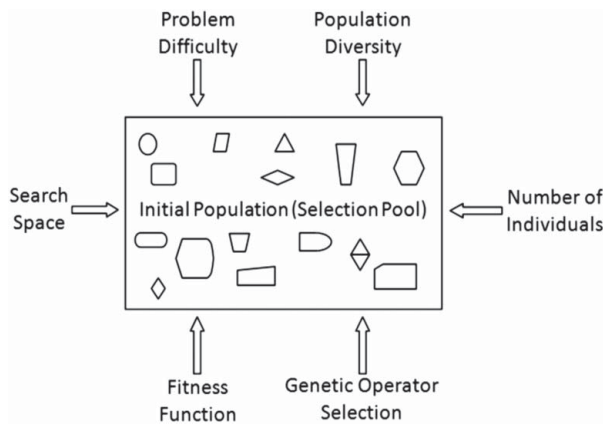 Problem
Difficulty
Population
Diversity
Search
Space
Initial Population (Selection Pool)
Number of
Individuals
Fitness
Function
Genetic Operator
Selection